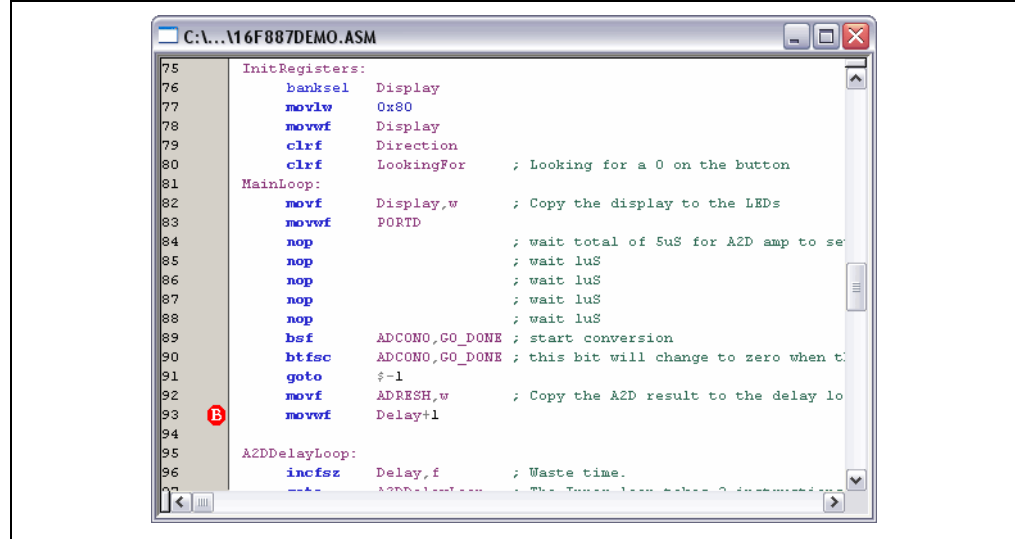 C:\...\16F887DEMO.ASM
75 InitRegisters:
76 banksel Display
77 movlw 0x80
78 movwf Display
79 clrf Direction
80 clrf LookingFor ; Looking for a 0 on the button
81 MainLoop:
82 movf Display,w ; Copy the display to the LEDs
83 movwf PORTD
84 nop ; wait total of 5uS for A2D amp to se
85 nop ; wait 1uS
86 nop ; wait 1uS
87 nop ; wait 1uS
88 nop ; wait 1uS
89 bsf ADCON0,GO_DONE ; start conversion
90 btfsc ADCON0,GO_DONE ; this bit will change to zero when t
91 goto $-1
92 movf ADRESH,w ; Copy the A2D result to the delay lo
93 B movwf Delay+1
94
95 A2DDelayLoop:
96 incfsz Delay,f ; Waste time.